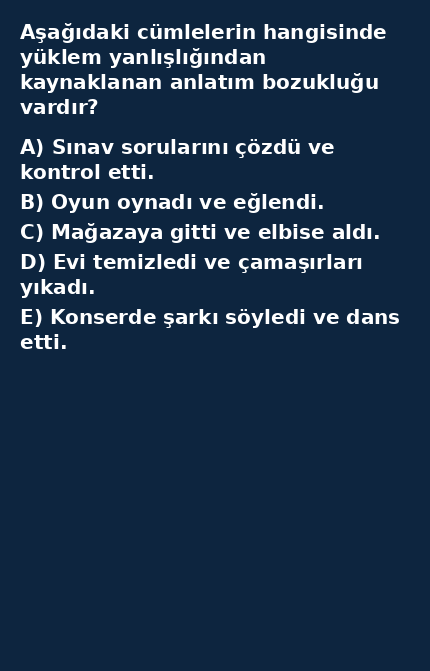 Aşağıdaki cümlelerin hangisinde
yüklem yanlışlığından
kaynaklanan anlatım bozukluğu
vardır?
A) Sınav sorularını çözdü ve
kontrol etti.
B) Oyun oynadı ve eğlendi.
C) Mağazaya gitti ve elbise aldı.
D) Evi temizledi ve çamaşırları
yıkadı.
E) Konserde şarkı söyledi ve dans
etti.